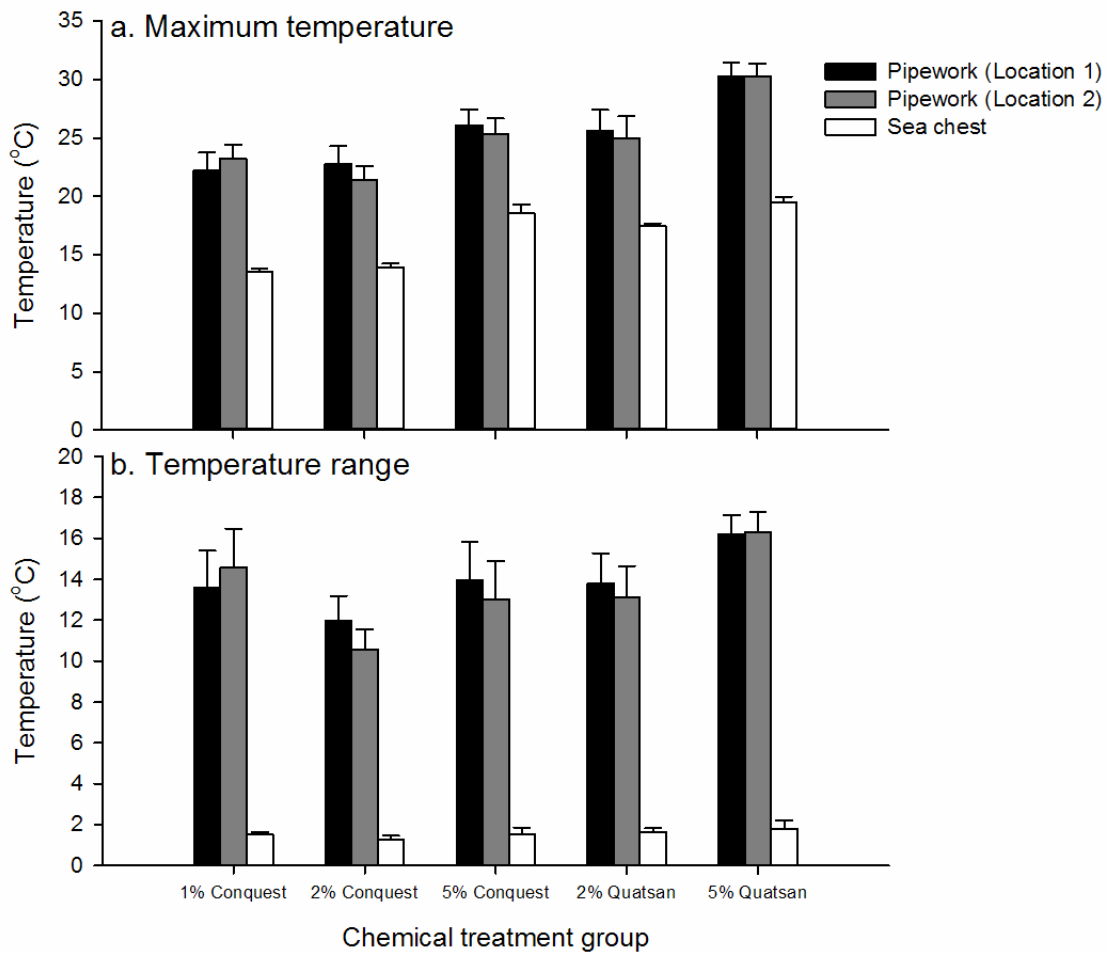 a. Maximum temperature
Pipework (Location 1)
Pipework (Location 2)
Sea chest
Temperature (°C)
35
30
25
20
15
10
5
0
b. Temperature range
Temperature (°C)
20
18
16
14
12
10
8
6
4
2
0
1% Conquest 2% Conquest 5% Conquest 2% Quatsan 5% Quatsan
Chemical treatment group